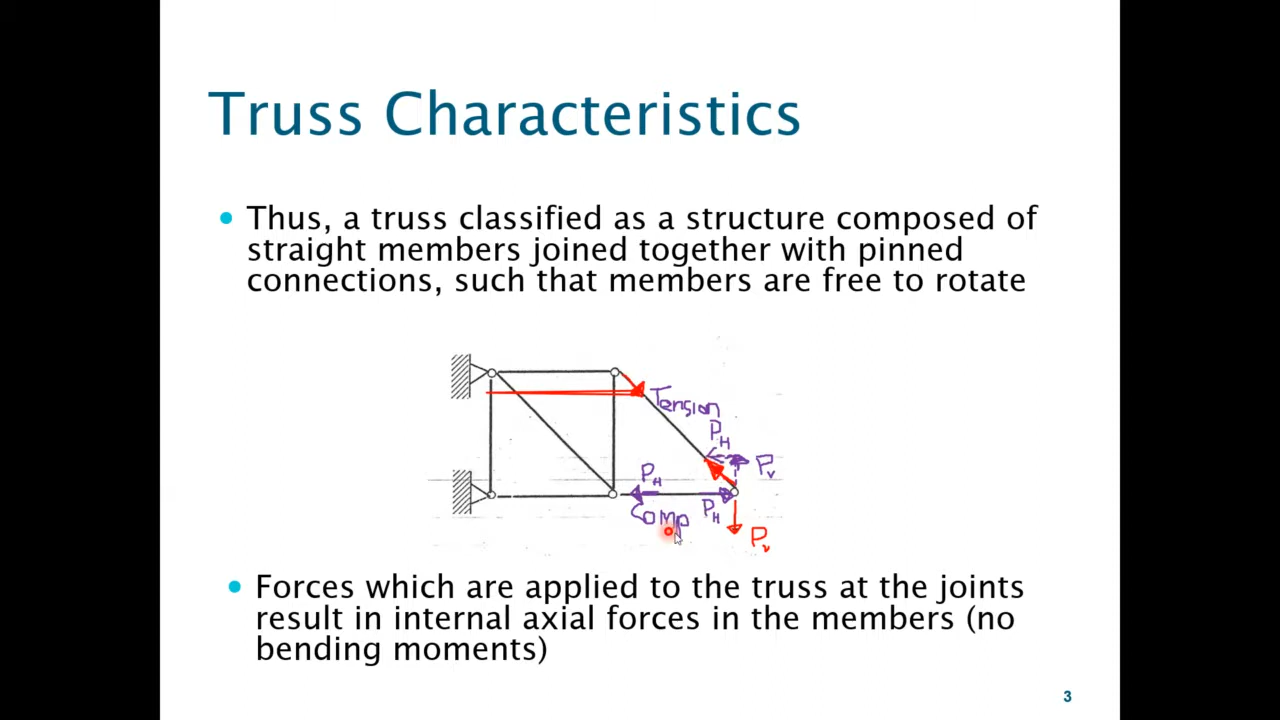 Truss Characteristics
Thus, a truss classified as a structure composed of
straight members joined together with pinned
connections, such that members are free to rotate
Tension
PH
Pv
PH
PH
Comp
Pv
Forces which are applied to the truss at the joints
result in internal axial forces in the members (no
bending moments)
3